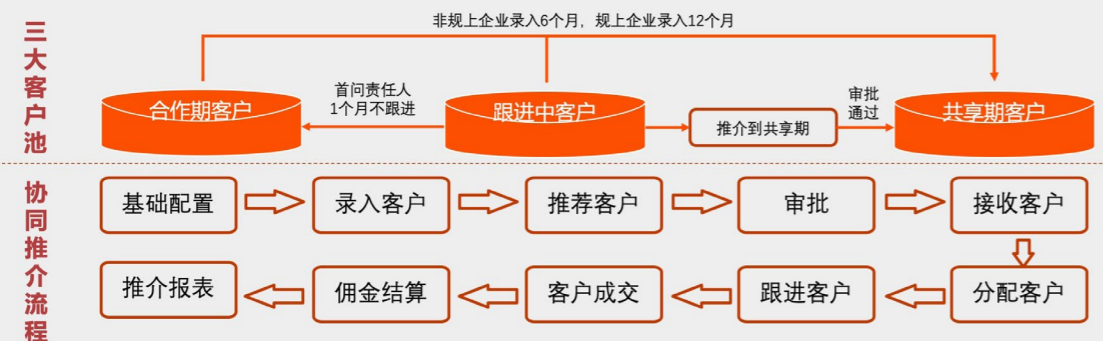 三大客户池
非规上企业录入6个月，规上企业录入12个月
合作期客户
首问责任人
1个月不跟进
跟进中客户
推介到共享期
审批
通过
共享期客户
协同推介流程
基础配置
录入客户
推荐客户
审批
接收客户
推介报表
佣金结算
客户成交
跟进客户
分配客户